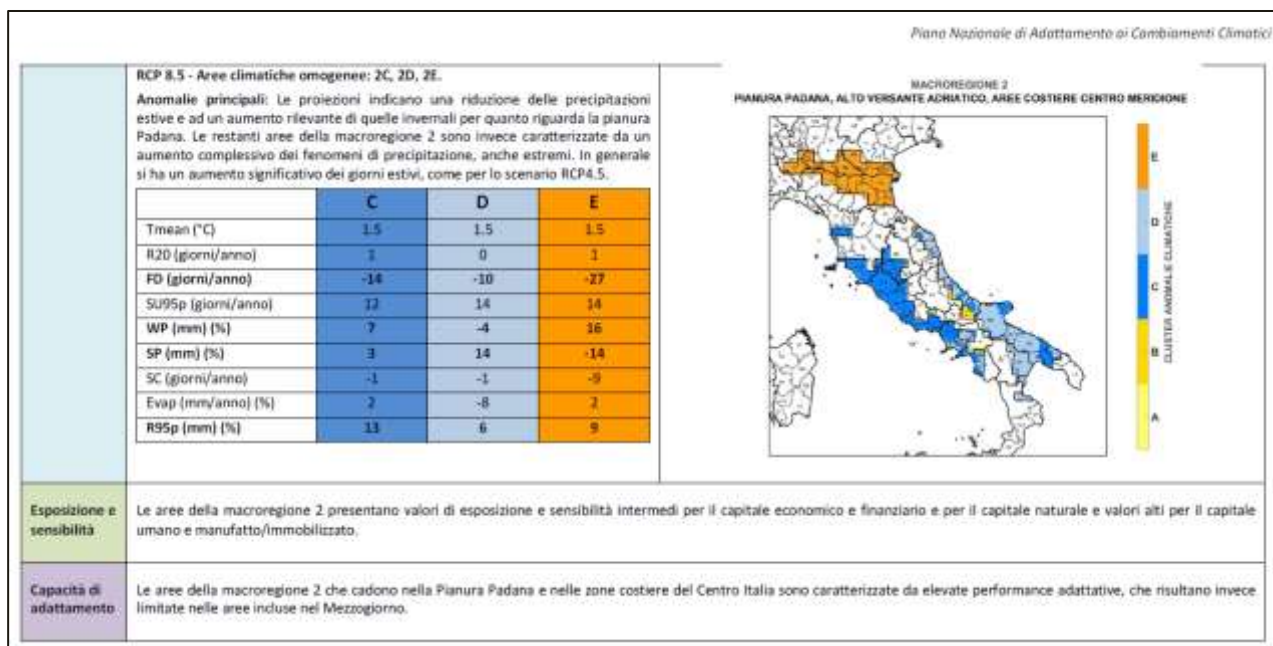 Piano Nazionale di Adattamento ai Cambiamenti Climatici
RCP 8.5 - Aree climatiche omogenee: 2C, 2D, 2E.
Anomalie principali: Le proiezioni indicano una riduzione delle precipitazioni
estive e ad un aumento rilevante di quelle invernali per quanto riguarda la pianura
Padana. Le restanti aree della macroregione 2 sono invece caratterizzate da un
aumento complessivo dei fenomeni di precipitazione, anche estremi. In generale
si ha un aumento significativo dei giorni estivi, come per lo scenario RCP4.5.
C D E
Tmean (°C) 1.5 1.5 1.5
R20 (giorni/anno) 1 0 1
FD (giorni/anno) -14 -10 -27
SU95p (giorni/anno) 12 14 14
WP (mm) (%) 7 -4 16
SP (mm) (%) 3 14 -14
SC (giorni/anno) -1 -1 -9
Evap (mm/anno) (%) 2 -8 2
R95p (mm) (%) 13 6 9
MACROREGIONE 2
PIANURA PADANA, ALTO VERSANTE ADRIATICO, AREE COSTIERE CENTRO MERIDIONE
E
D
C
B
A
CLUSTER ANOMALIE CLIMATICHE
Esposizione e
sensibilità
Le aree della macroregione 2 presentano valori di esposizione e sensibilità intermedi per il capitale economico e finanziario e per il capitale naturale e valori alti per il capitale
umano e manufatto/immobilizzato.
Capacità di
adattamento
Le aree della macroregione 2 che cadono nella Pianura Padana e nelle zone costiere del Centro Italia sono caratterizzate da elevate performance adattative, che risultano invece
limitate nelle aree incluse nel Mezzogiorno.